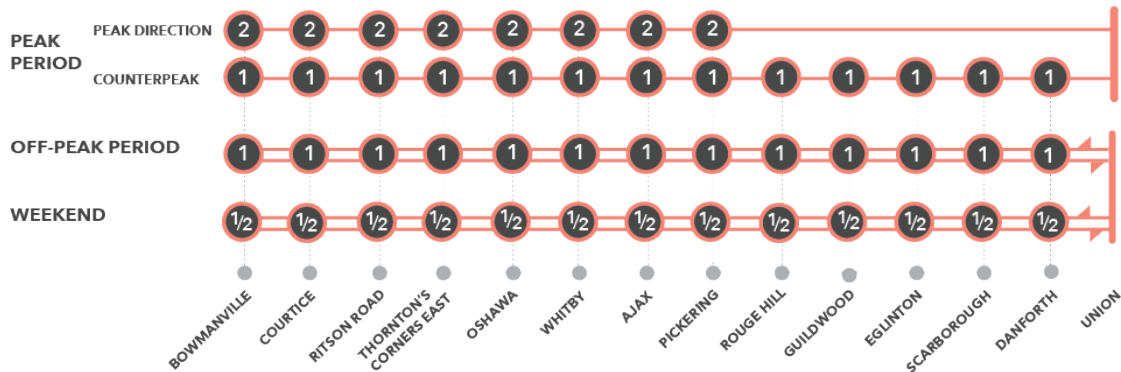 PEAK
PERIOD
PEAK DIRECTION
2 2 2 2 2 2 2 2
COUNTERPEAK
1 1 1 1 1 1 1 1 1 1 1 1 1
OFF-PEAK PERIOD
1 1 1 1 1 1 1 1 1 1 1 1 1
WEEKEND
1/2 1/2 1/2 1/2 1/2 1/2 1/2 1/2 1/2 1/2 1/2 1/2 1/2
BOWMANVILLE
COURTICE
RITSON ROAD
THORNTON'S
CORNERS EAST
OSHAWA
WHITBY
AJAX
PICKERING
ROUGE HILL
GUILDWOOD
EGLINTON
SCARBOROUGH
DANFORTH
UNION